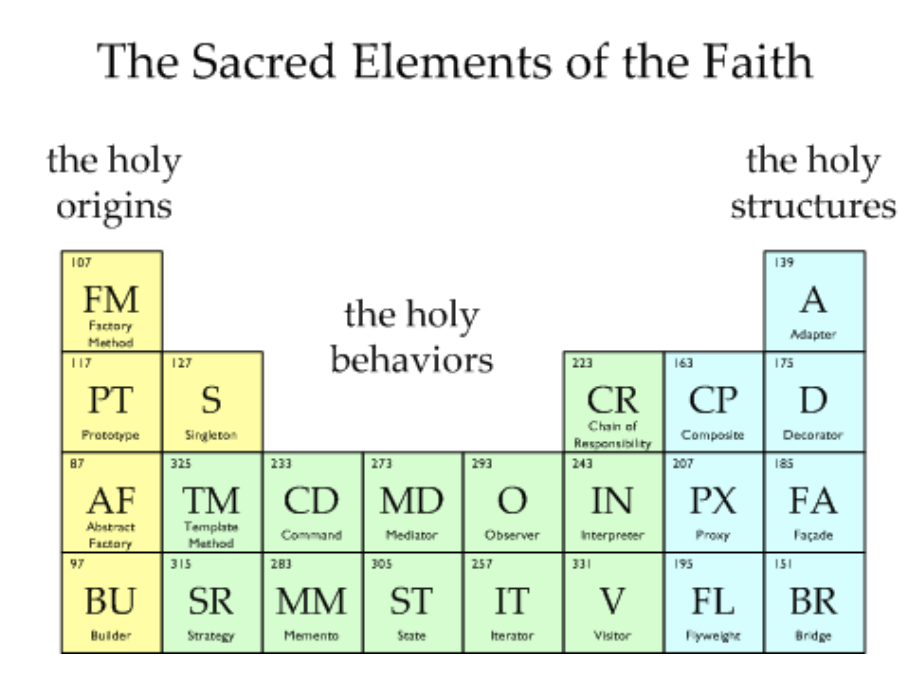 The Sacred Elements of the Faith
the holy
origins
the holy
structures
the holy
behaviors
107
FM
Factory
Method
139
A
Adapter
117
PT
Prototype
127
S
Singleton
223
CR
Chain of
Responsibility
163
CP
Composite
175
D
Decorator
87
AF
Abstract
Factory
325
TM
Template
Method
233
CD
Command
273
MD
Mediator
293
O
Observer
243
IN
Interpreter
207
PX
Proxy
185
FA
Façade
97
BU
Builder
315
SR
Strategy
283
MM
Memento
305
ST
State
257
IT
Iterator
331
V
Visitor
195
FL
Flyweight
151
BR
Bridge